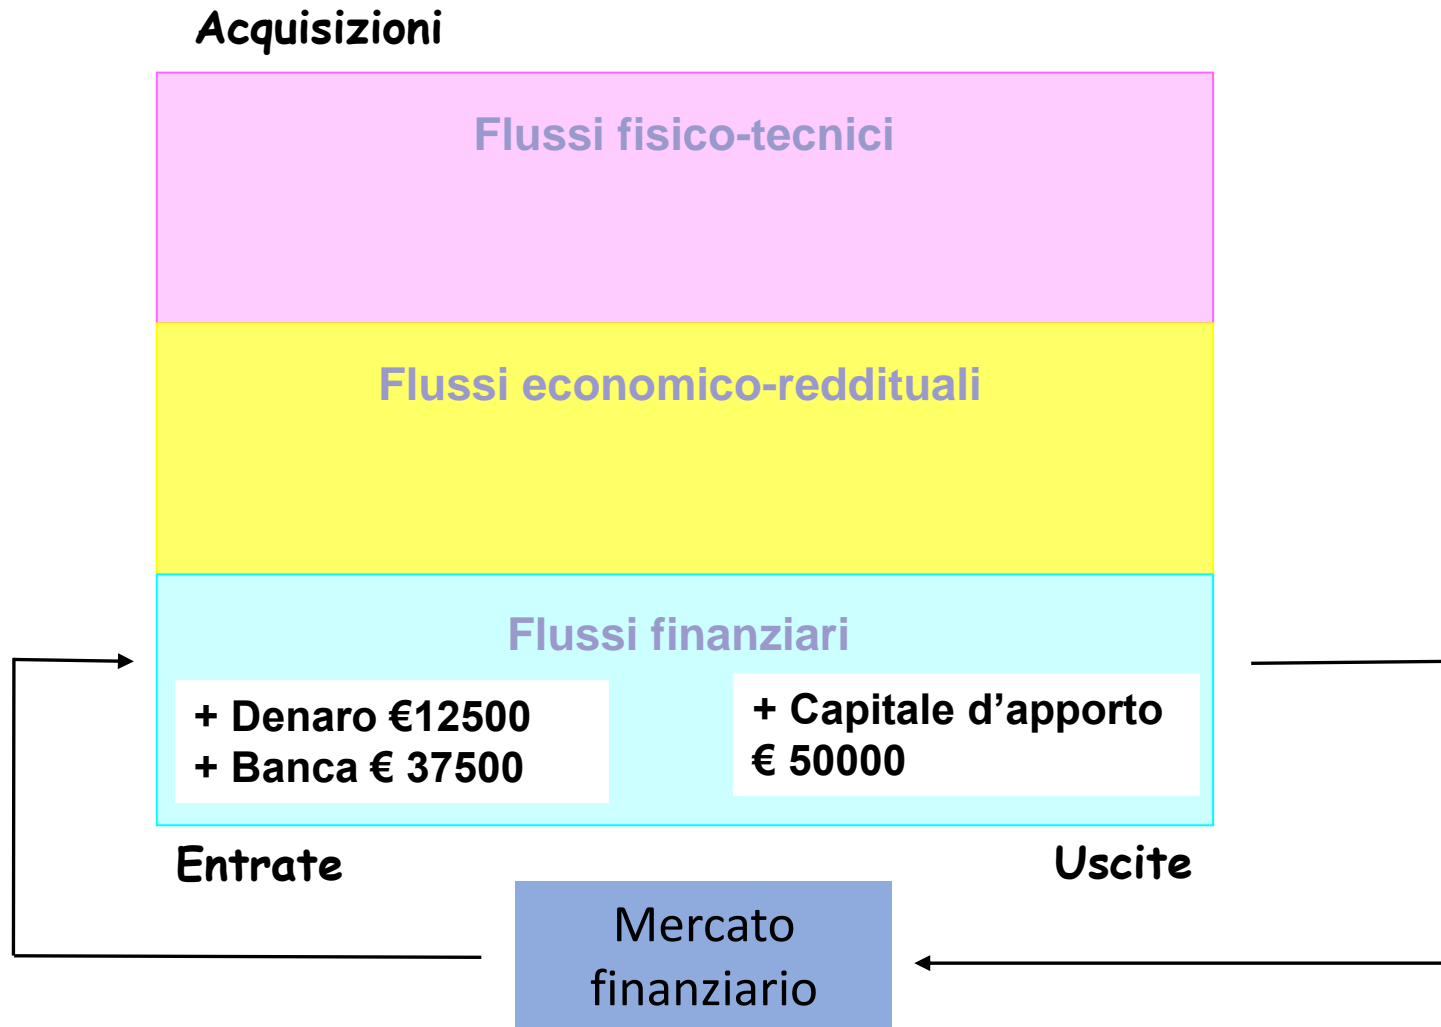 Acquisizioni
Flussi fisico-tecnici
Flussi economico-reddituali
Flussi finanziari
+ Denaro €12500
+ Banca € 37500
+ Capitale d’apporto
€ 50000
Entrate
Uscite
Mercato
finanziario